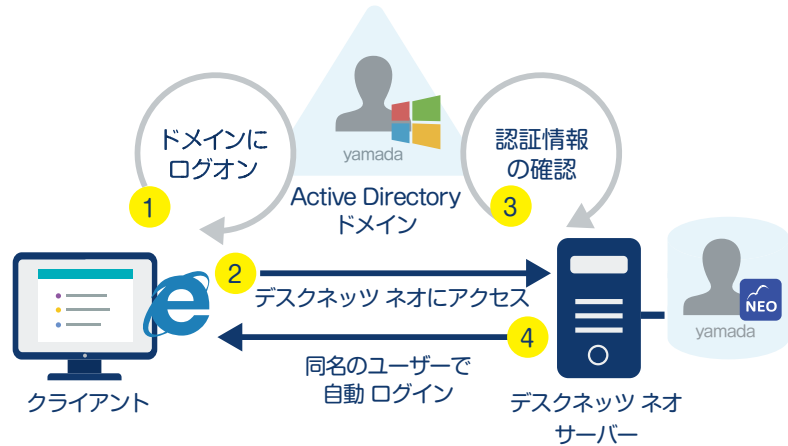 yamada
Active Directory
ドメイン
ドメインに
ログオン
1
認証情報
の確認
3
2
デスクネッツ ネオにアクセス
4
同名のユーザーで
自動 ログイン
クライアント
デスクネッツ ネオ
サーバー
NEO
yamada